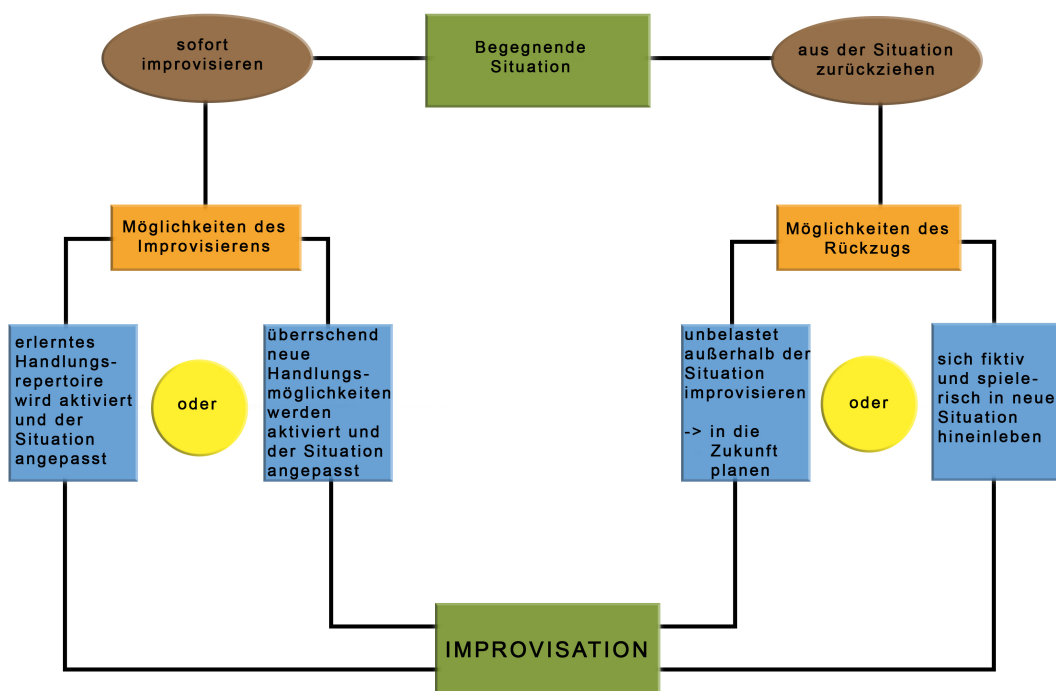 sofort
improvisieren
Begegnende
Situation
aus der Situation
zurückziehen
Möglichkeiten des
Improvisierens
Möglichkeiten des
Rückzugs
erlerntes
Handlungs-
repertoire
wird aktiviert
und der
Situation
angepasst
oder
überrschend
neue
Handlungs-
möglichkeiten
werden
aktiviert und
der Situation
angepasst
unbelastet
außerhalb der
Situation
improvisieren
-> in die
Zukunft
planen
oder
sich fiktiv
und spiele-
risch in neue
Situation
hineinleben
IMPROVISATION